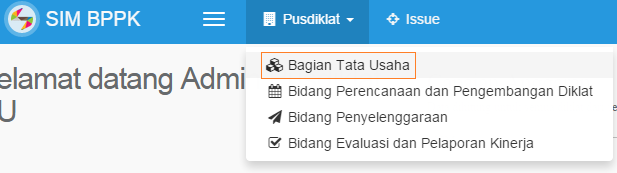 SIM BPPK Pusdiklat Issue
Bagian Tata Usaha
elamat datang Admi
Bidang Perencanaan dan Pengembangan Diklat
U
Bidang Penyelenggaraan
Bidang Evaluasi dan Pelaporan Kinerja